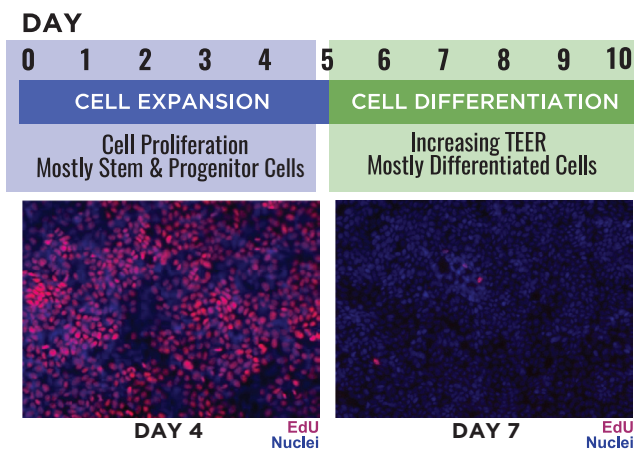 DAY
0 1 2 3 4 5 6 7 8 9 10
CELL EXPANSION
CELL DIFFERENTIATION
Cell Proliferation
Mostly Stem & Progenitor Cells
Increasing TEER
Mostly Differentiated Cells
DAY 4
EdU
Nuclei
DAY 7
EdU
Nuclei